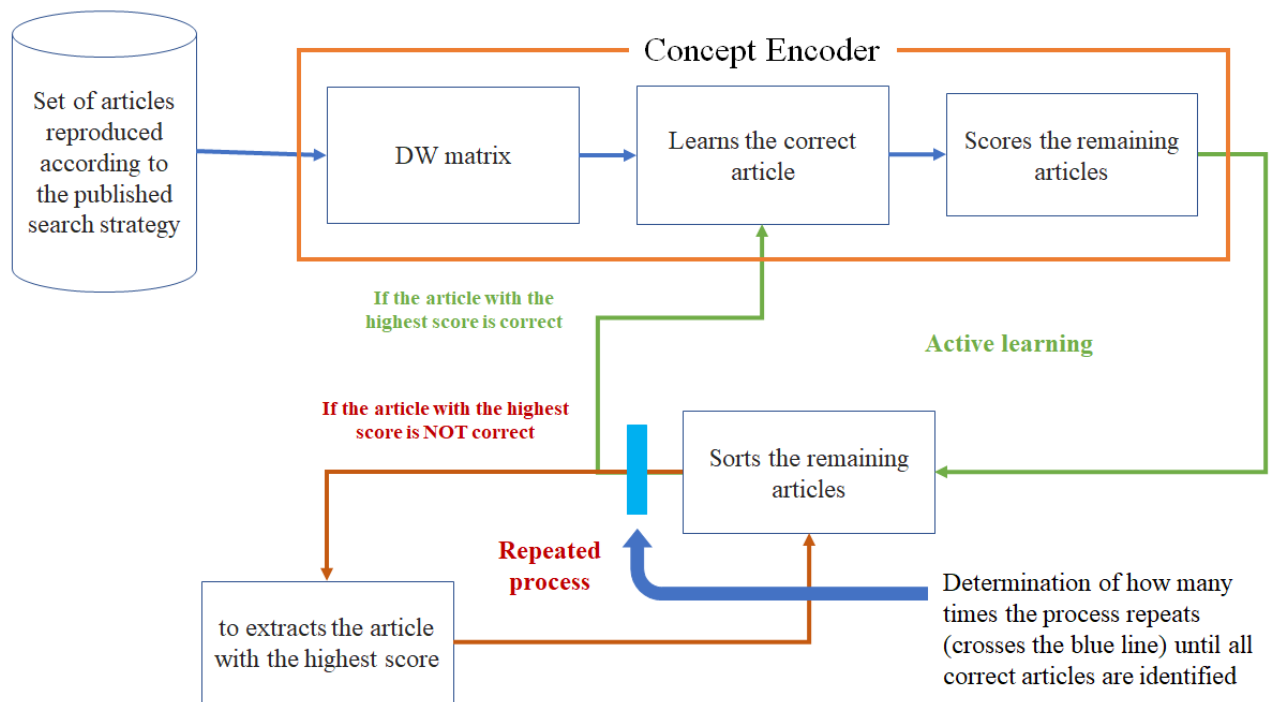 Concept Encoder
Set of articles
reproduced
according to
the published
search strategy
DW matrix
Learns the correct
article
Scores the remaining
articles
If the article with the
highest score is correct
Active learning
If the article with the highest
score is NOT correct
Sorts the remaining
articles
Repeated
process
to extracts the article
with the highest score
Determination of how many
times the process repeats
(crosses the blue line) until all
correct articles are identified